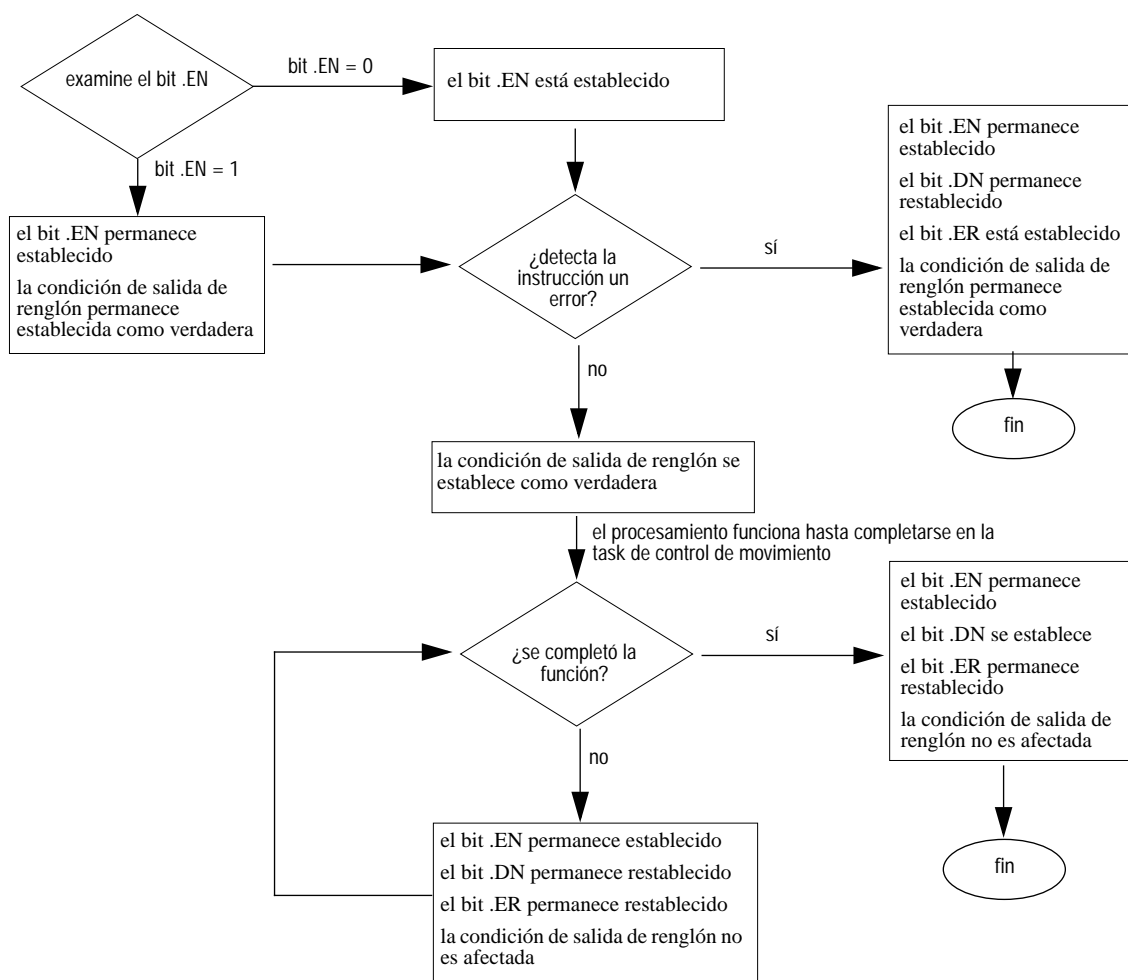 examine el bit .EN
bit .EN = 0
el bit .EN está establecido
bit .EN = 1
el bit .EN permanece
establecido
la condición de salida de
renglón permanece
establecida como verdadera
¿detecta la
instrucción un
error?
sí
el bit .EN permanece
establecido
el bit .DN permanece
restablecido
el bit .ER está establecido
la condición de salida de
renglón permanece
establecida como
verdadera
fin
no
la condición de salida de renglón se
establece como verdadera
el procesamiento funciona hasta completarse en la
task de control de movimiento
¿se completó la
función?
sí
el bit .EN permanece
establecido
el bit .DN se establece
el bit .ER permanece
restablecido
la condición de salida de
renglón no es afectada
fin
no
el bit .EN permanece establecido
el bit .DN permanece restablecido
el bit .ER permanece restablecido
la condición de salida de renglón no
es afectada